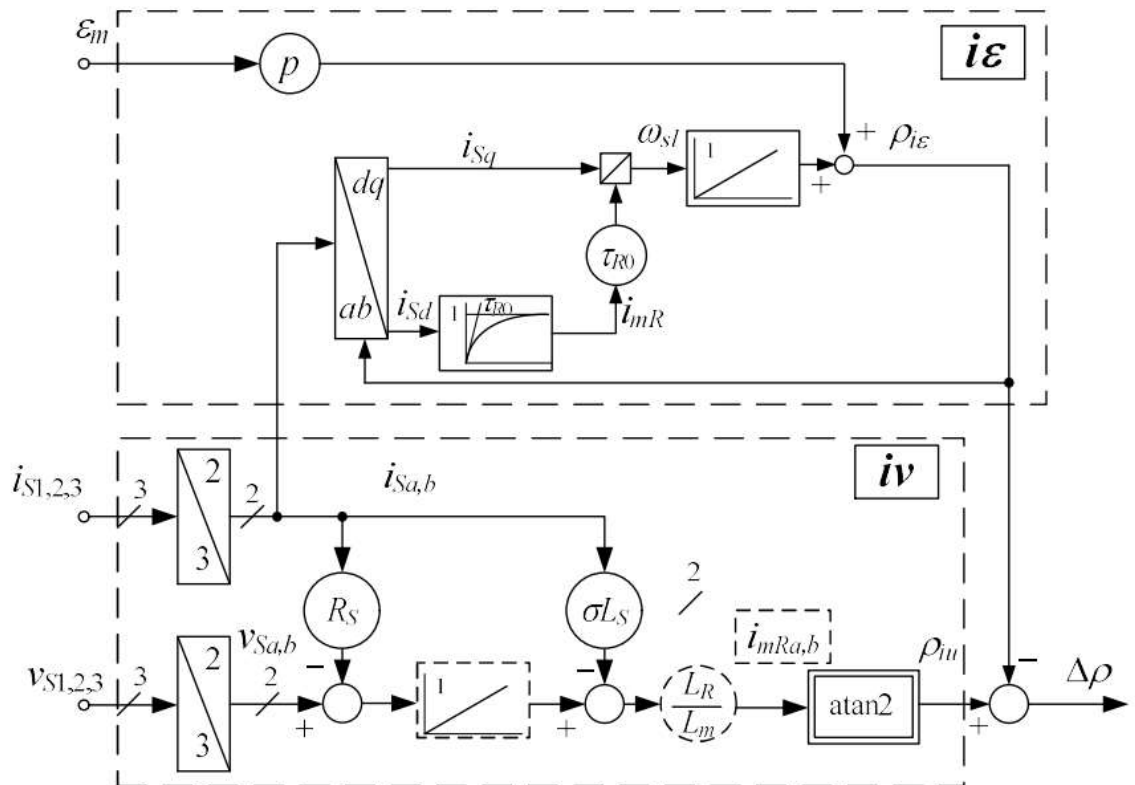 ε_m
p
iε
i_Sq
ω_sl
1
+ ρ_iε
+
dq
ab
τ_R0
i_Sd
1
τ_R0
i_mR
iv
i_S1,2,3
3
2
3
2
i_Sa,b
R_S
σL_S
2
v_Sa,b
i_mRa,b
ρ_iu
v_S1,2,3
3
2
3
2
−
+
1
−
+
L_R
L_m
atan2
−
+
Δρ